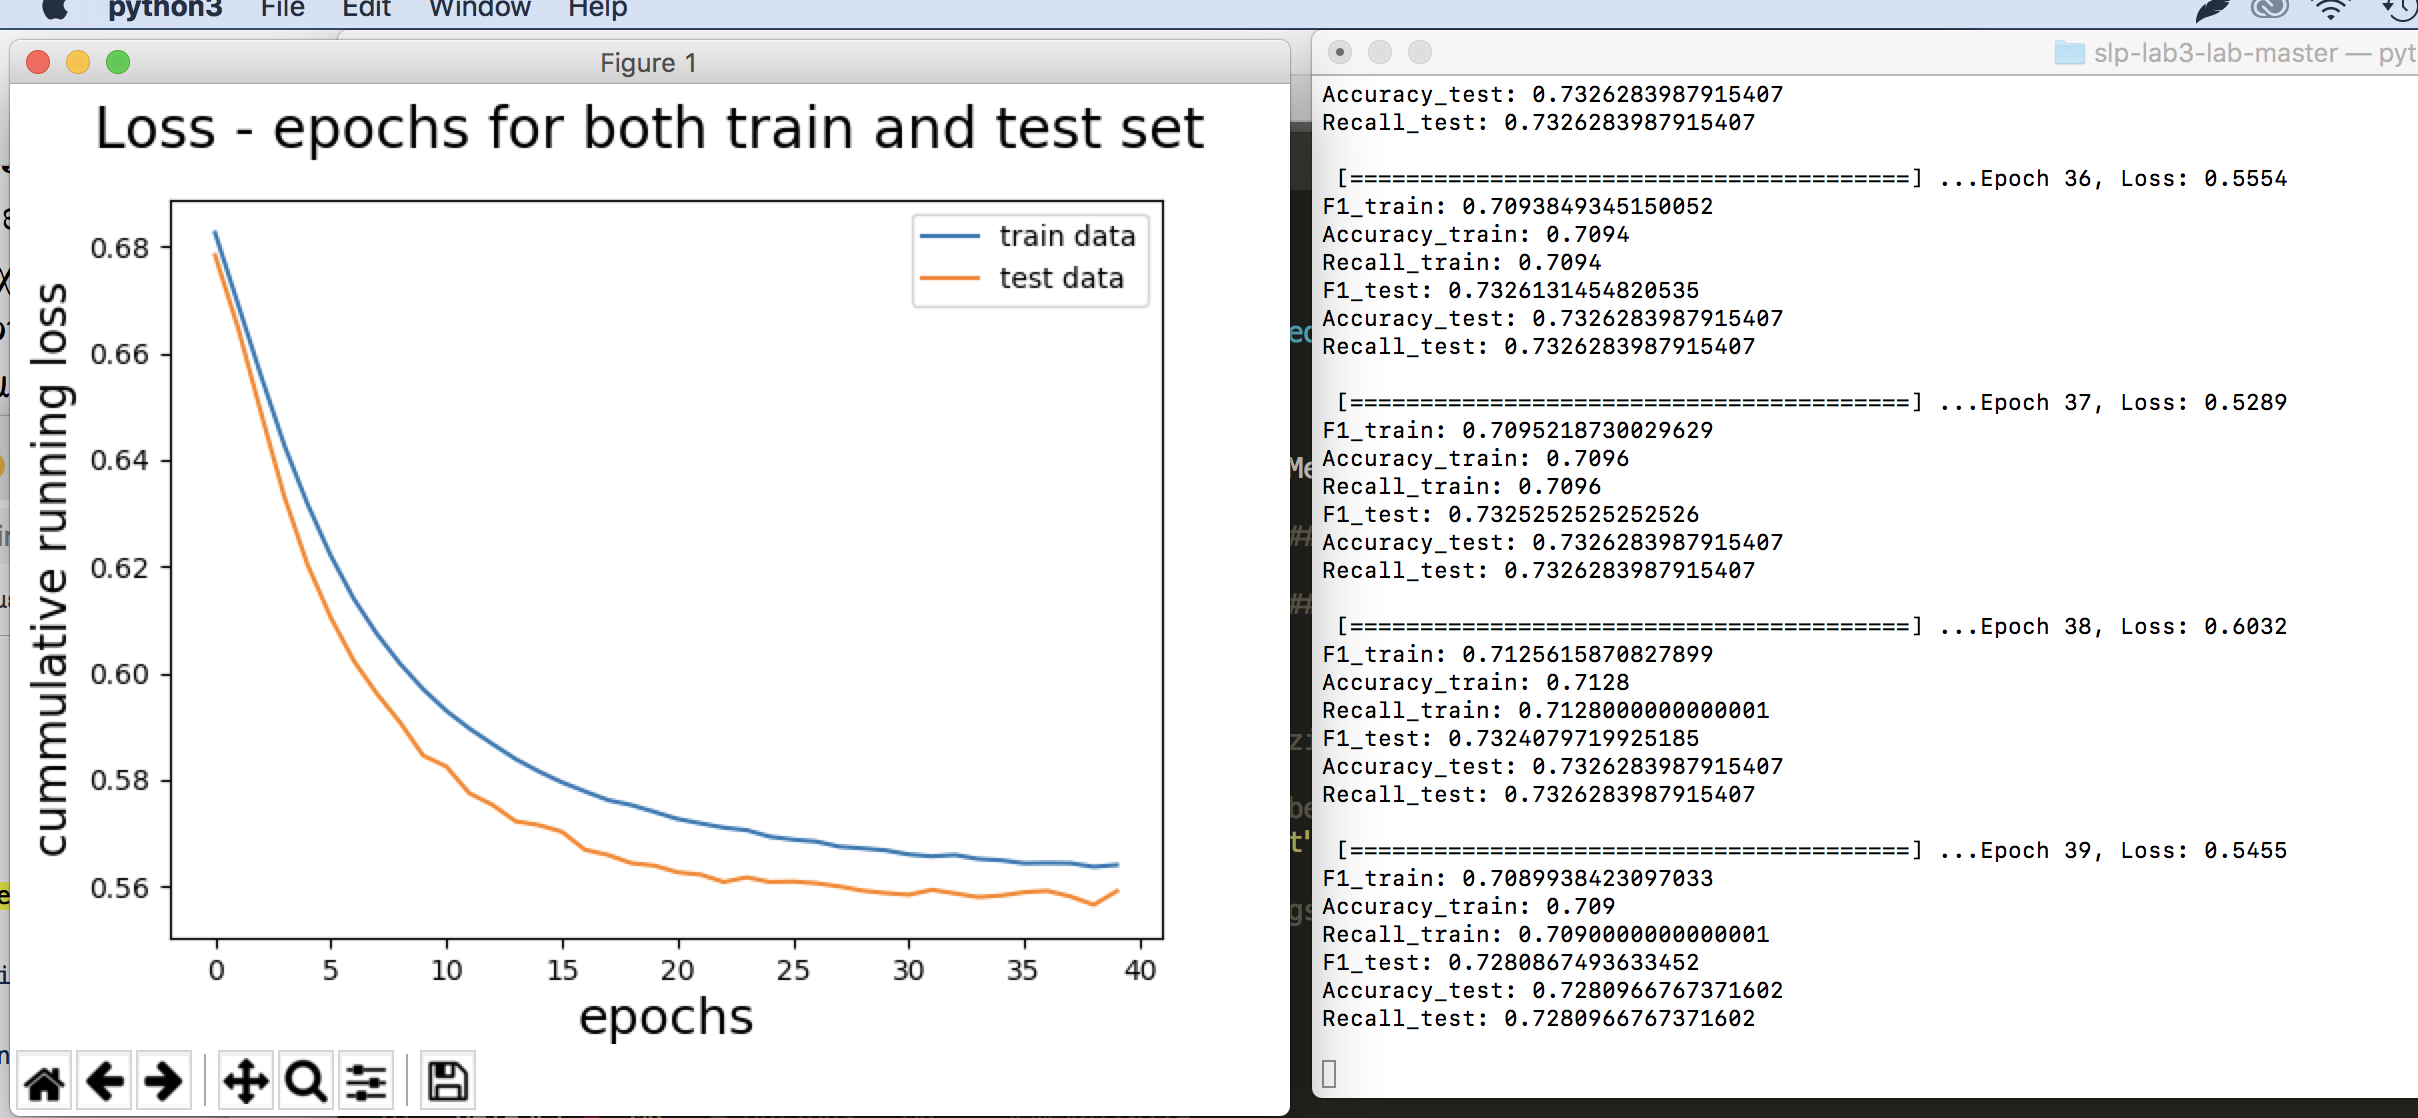 python3 File Edit Window Help
Figure 1
Loss - epochs for both train and test set
train data
test data
cummulative running loss
0.68
0.66
0.64
0.62
0.60
0.58
0.56
0 5 10 15 20 25 30 35 40
epochs
slp-lab3-lab-master — pyt
Accuracy_test: 0.7326283987915407
Recall_test: 0.7326283987915407
[========================================] ...Epoch 36, Loss: 0.5554
F1_train: 0.7093849345150052
Accuracy_train: 0.7094
Recall_train: 0.7094
F1_test: 0.7326131454820535
Accuracy_test: 0.7326283987915407
Recall_test: 0.7326283987915407
[========================================] ...Epoch 37, Loss: 0.5289
F1_train: 0.7095218730029629
Accuracy_train: 0.7096
Recall_train: 0.7096
F1_test: 0.7325252525252526
Accuracy_test: 0.7326283987915407
Recall_test: 0.7326283987915407
[========================================] ...Epoch 38, Loss: 0.6032
F1_train: 0.7125615870827899
Accuracy_train: 0.7128
Recall_train: 0.7128000000000001
F1_test: 0.7324079719925185
Accuracy_test: 0.7326283987915407
Recall_test: 0.7326283987915407
[========================================] ...Epoch 39, Loss: 0.5455
F1_train: 0.7089938423097033
Accuracy_train: 0.709
Recall_train: 0.7090000000000001
F1_test: 0.7280867493633452
Accuracy_test: 0.7280966767371602
Recall_test: 0.7280966767371602